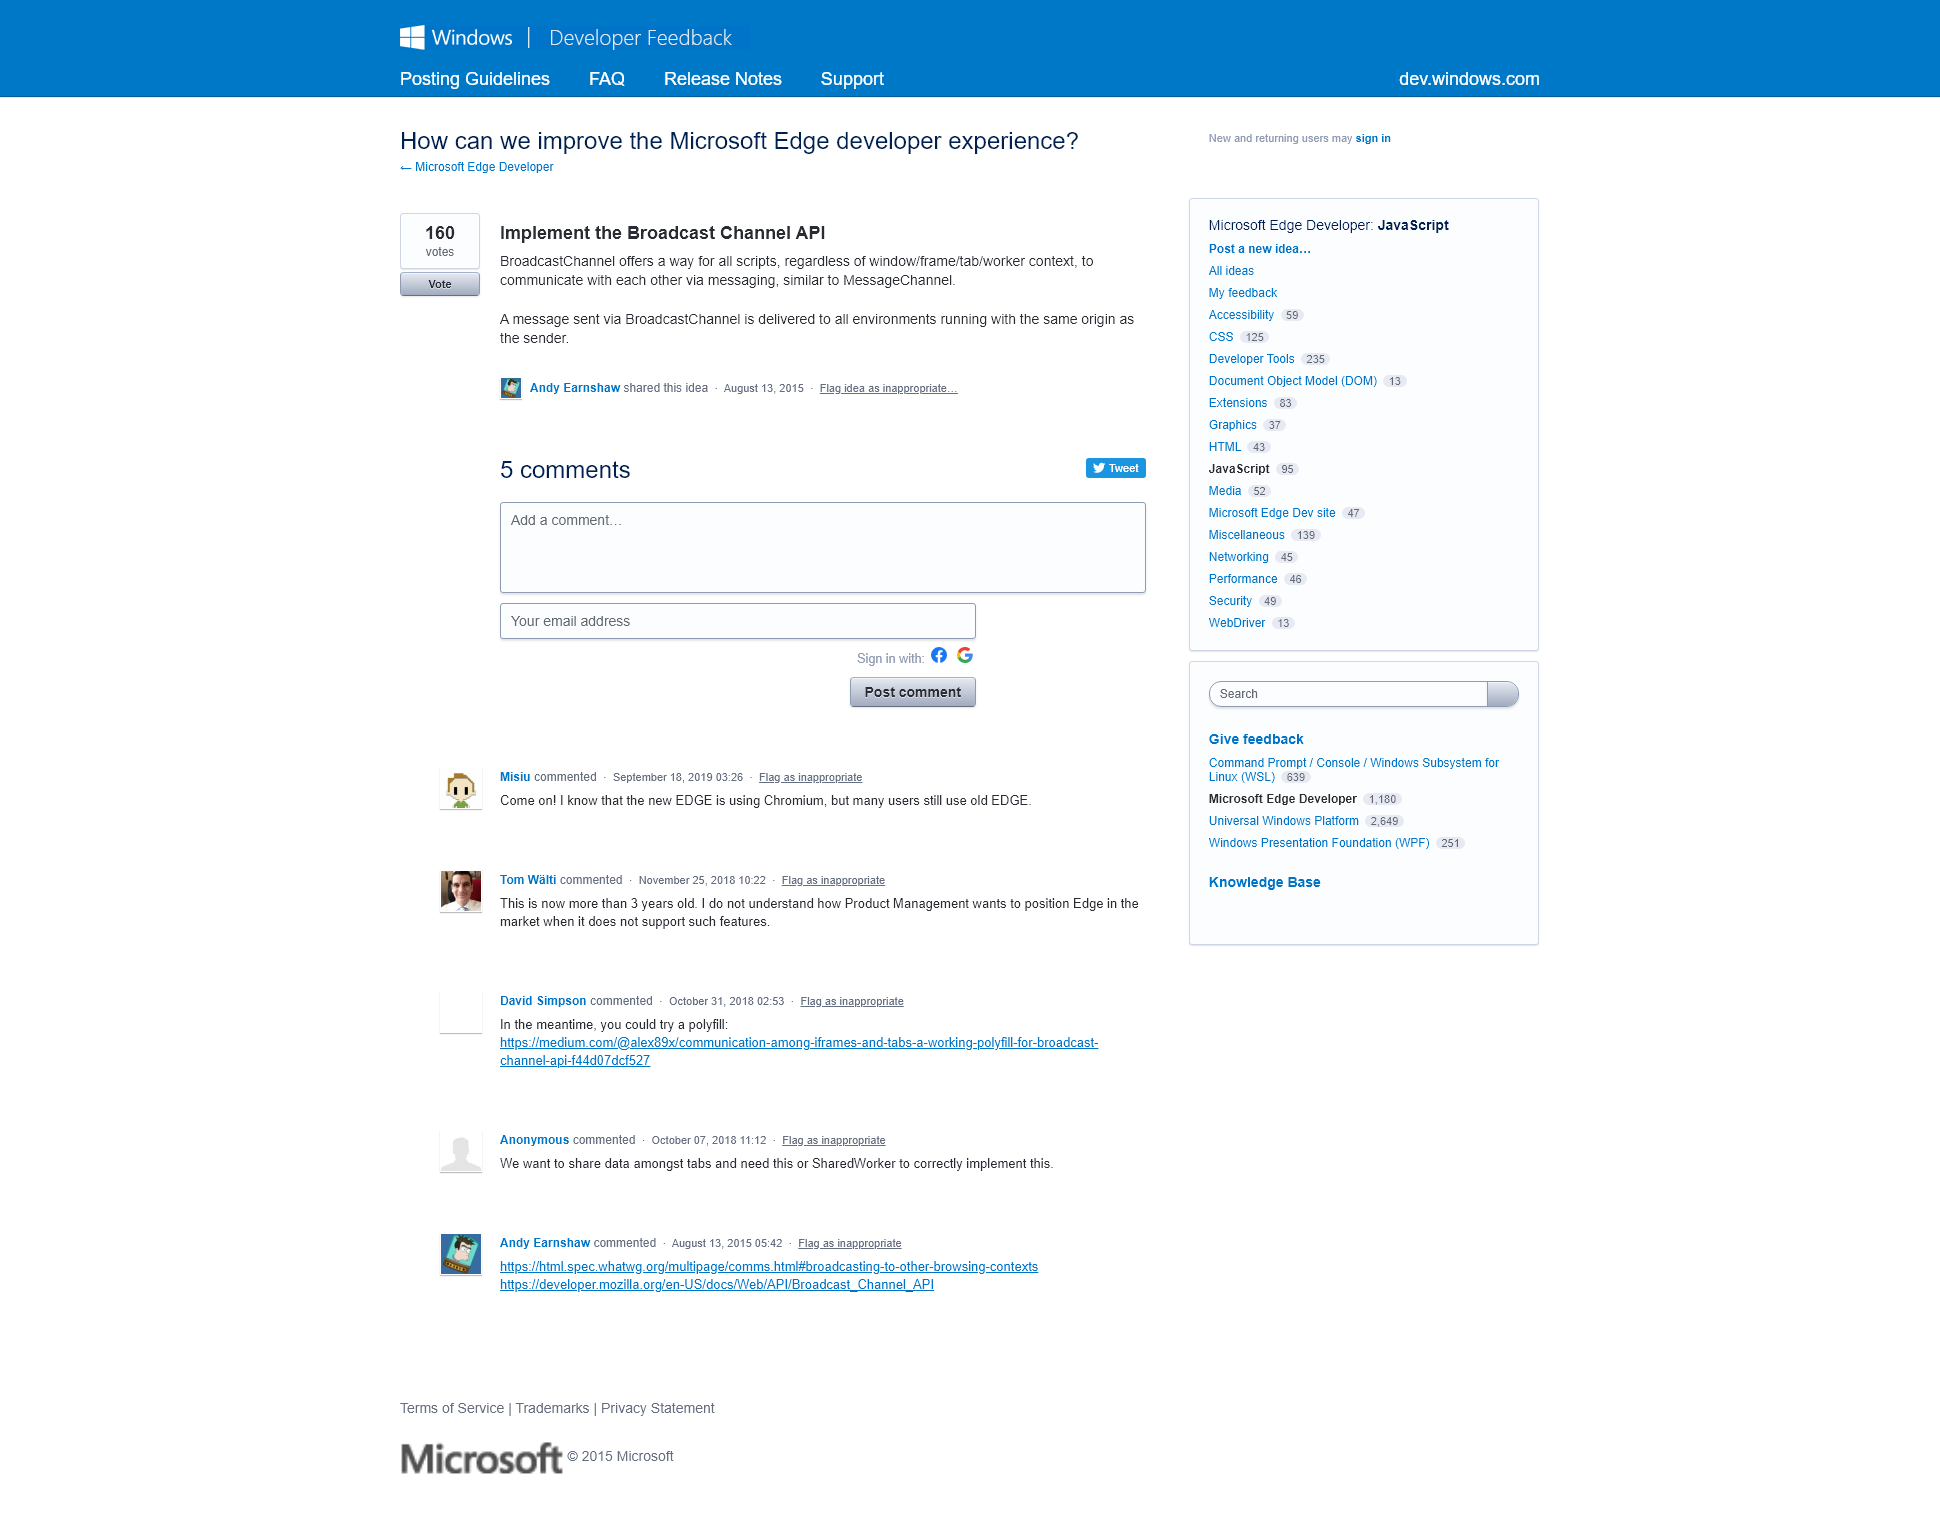 Windows | Developer Feedback
Posting Guidelines FAQ Release Notes Support dev.windows.com
How can we improve the Microsoft Edge developer experience?
← Microsoft Edge Developer
New and returning users may sign in
160
votes
Vote
Implement the Broadcast Channel API
BroadcastChannel offers a way for all scripts, regardless of window/frame/tab/worker context, to
communicate with each other via messaging, similar to MessageChannel.
A message sent via BroadcastChannel is delivered to all environments running with the same origin as
the sender.
Andy Earnshaw shared this idea · August 13, 2015 · Flag idea as inappropriate…
5 comments
Tweet
Add a comment…
Your email address
Sign in with:
Post comment
Misiu commented · September 18, 2019 03:26 · Flag as inappropriate
Come on! I know that the new EDGE is using Chromium, but many users still use old EDGE.
Tom Wälti commented · November 25, 2018 10:22 · Flag as inappropriate
This is now more than 3 years old. I do not understand how Product Management wants to position Edge in the
market when it does not support such features.
David Simpson commented · October 31, 2018 02:53 · Flag as inappropriate
In the meantime, you could try a polyfill:
https://medium.com/@alex89x/communication-among-iframes-and-tabs-a-working-polyfill-for-broadcast-
channel-api-f44d07dcf527
Anonymous commented · October 07, 2018 11:12 · Flag as inappropriate
We want to share data amongst tabs and need this or SharedWorker to correctly implement this.
Andy Earnshaw commented · August 13, 2015 05:42 · Flag as inappropriate
https://html.spec.whatwg.org/multipage/comms.html#broadcasting-to-other-browsing-contexts
https://developer.mozilla.org/en-US/docs/Web/API/Broadcast_Channel_API
Microsoft Edge Developer: JavaScript
Post a new idea…
All ideas
My feedback
Accessibility 59
CSS 125
Developer Tools 235
Document Object Model (DOM) 13
Extensions 83
Graphics 37
HTML 43
JavaScript 95
Media 52
Microsoft Edge Dev site 47
Miscellaneous 139
Networking 45
Performance 46
Security 49
WebDriver 13
Search
Give feedback
Command Prompt / Console / Windows Subsystem for
Linux (WSL) 639
Microsoft Edge Developer 1,180
Universal Windows Platform 2,649
Windows Presentation Foundation (WPF) 251
Knowledge Base
Terms of Service | Trademarks | Privacy Statement
Microsoft © 2015 Microsoft